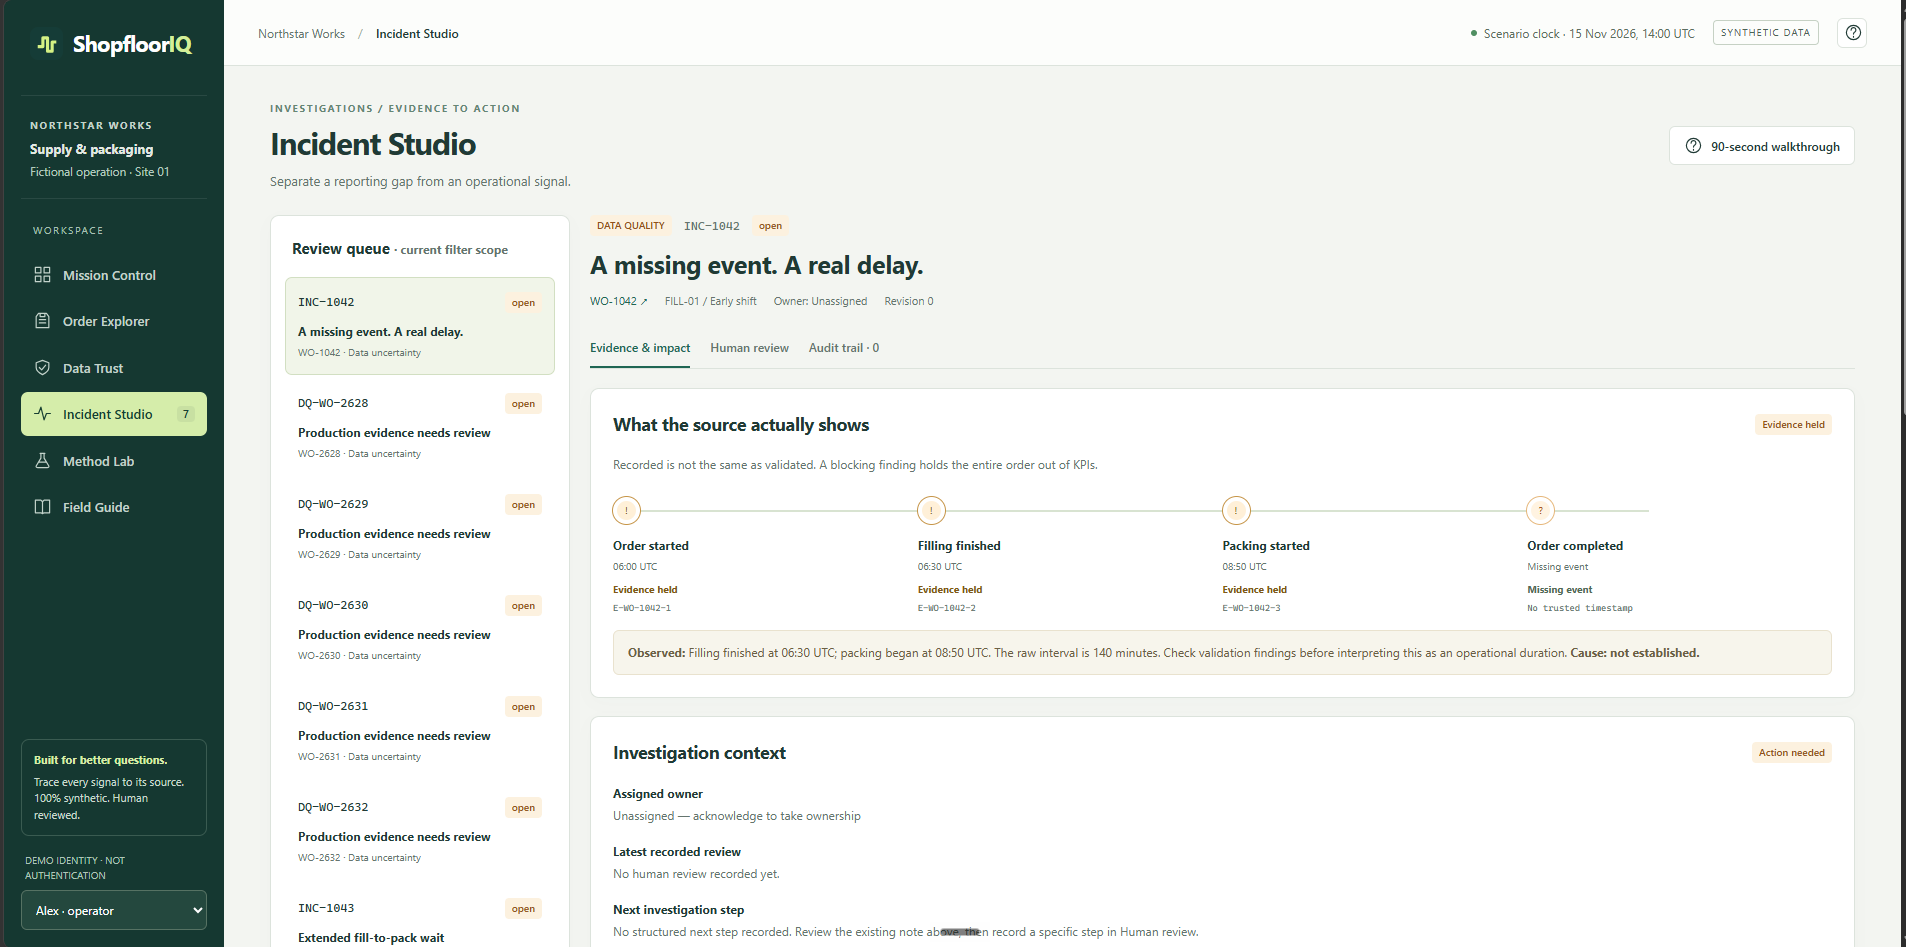 ShopfloorIQ
NORTHSTAR WORKS
Supply & packaging
Fictional operation · Site 01
WORKSPACE
Mission Control
Order Explorer
Data Trust
Incident Studio 7
Method Lab
Field Guide
Built for better questions.
Trace every signal to its source.
100% synthetic. Human
reviewed.
DEMO IDENTITY · NOT
AUTHENTICATION
Alex · operator
Northstar Works / Incident Studio
Scenario clock · 15 Nov 2026, 14:00 UTC SYNTHETIC DATA
INVESTIGATIONS / EVIDENCE TO ACTION
Incident Studio
90-second walkthrough
Separate a reporting gap from an operational signal.
Review queue · current filter scope
INC-1042 open
A missing event. A real delay.
WO-1042 · Data uncertainty
DQ-WO-2628 open
Production evidence needs review
WO-2628 · Data uncertainty
DQ-WO-2629 open
Production evidence needs review
WO-2629 · Data uncertainty
DQ-WO-2630 open
Production evidence needs review
WO-2630 · Data uncertainty
DQ-WO-2631 open
Production evidence needs review
WO-2631 · Data uncertainty
DQ-WO-2632 open
Production evidence needs review
WO-2632 · Data uncertainty
INC-1043 open
Extended fill-to-pack wait
DATA QUALITY INC-1042 open
A missing event. A real delay.
WO-1042 ↗ FILL-01 / Early shift Owner: Unassigned Revision 0
Evidence & impact Human review Audit trail · 0
What the source actually shows Evidence held
Recorded is not the same as validated. A blocking finding holds the entire order out of KPIs.
! ! ! ?
Order started Filling finished Packing started Order completed
06:00 UTC 06:30 UTC 08:50 UTC Missing event
Evidence held Evidence held Evidence held Missing event
E-WO-1042-1 E-WO-1042-2 E-WO-1042-3 No trusted timestamp
Observed: Filling finished at 06:30 UTC; packing began at 08:50 UTC. The raw interval is 140 minutes. Check validation findings before interpreting this as an operational duration. Cause: not established.
Investigation context Action needed
Assigned owner
Unassigned — acknowledge to take ownership
Latest recorded review
No human review recorded yet.
Next investigation step
No structured next step recorded. Review the existing note above, then record a specific step in Human review.